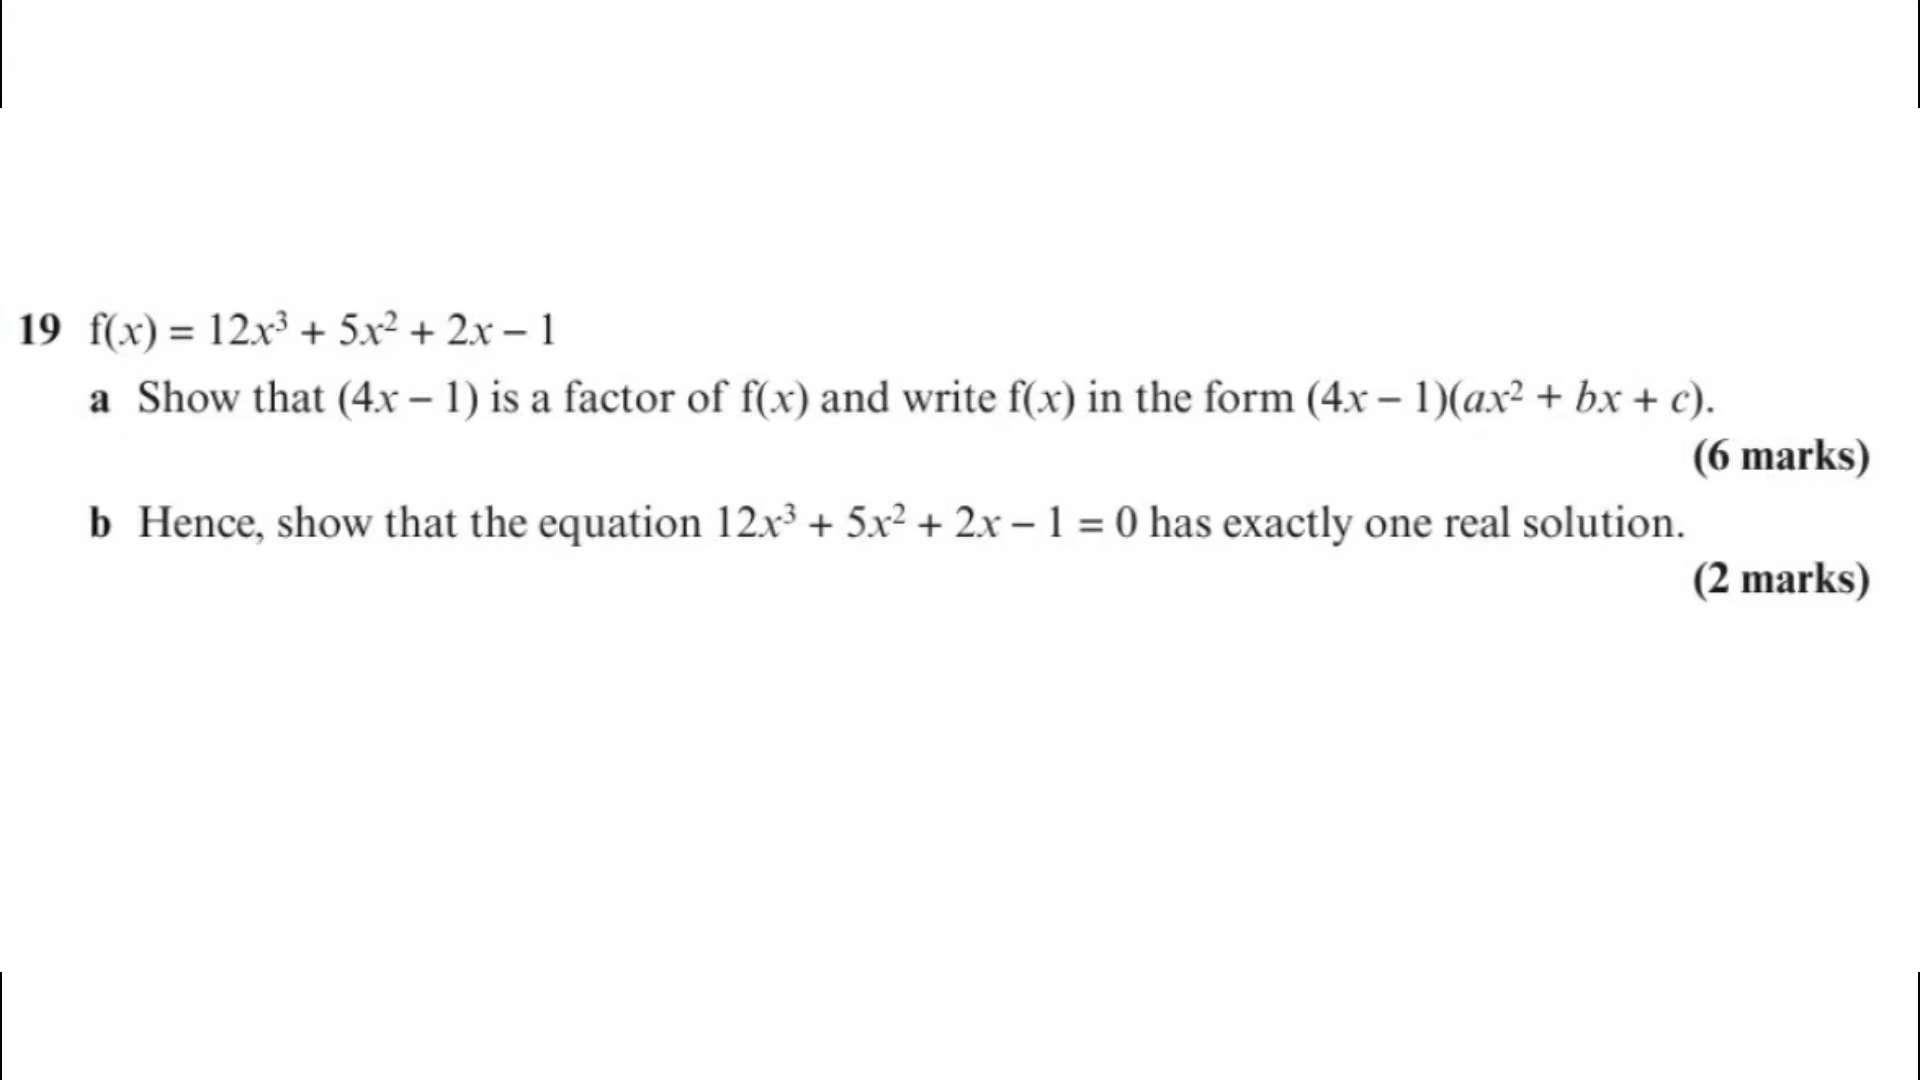 19 f(x) = 12x³ + 5x² + 2x – 1
a Show that (4x – 1) is a factor of f(x) and write f(x) in the form (4x – 1)(ax² + bx + c).
(6 marks)
b Hence, show that the equation 12x³ + 5x² + 2x – 1 = 0 has exactly one real solution.
(2 marks)